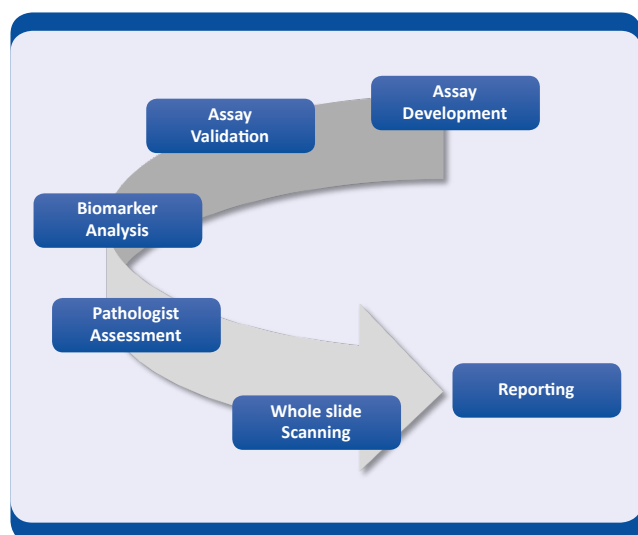 Assay
Development
Assay
Validation
Biomarker
Analysis
Pathologist
Assessment
Whole slide
Scanning
Reporting